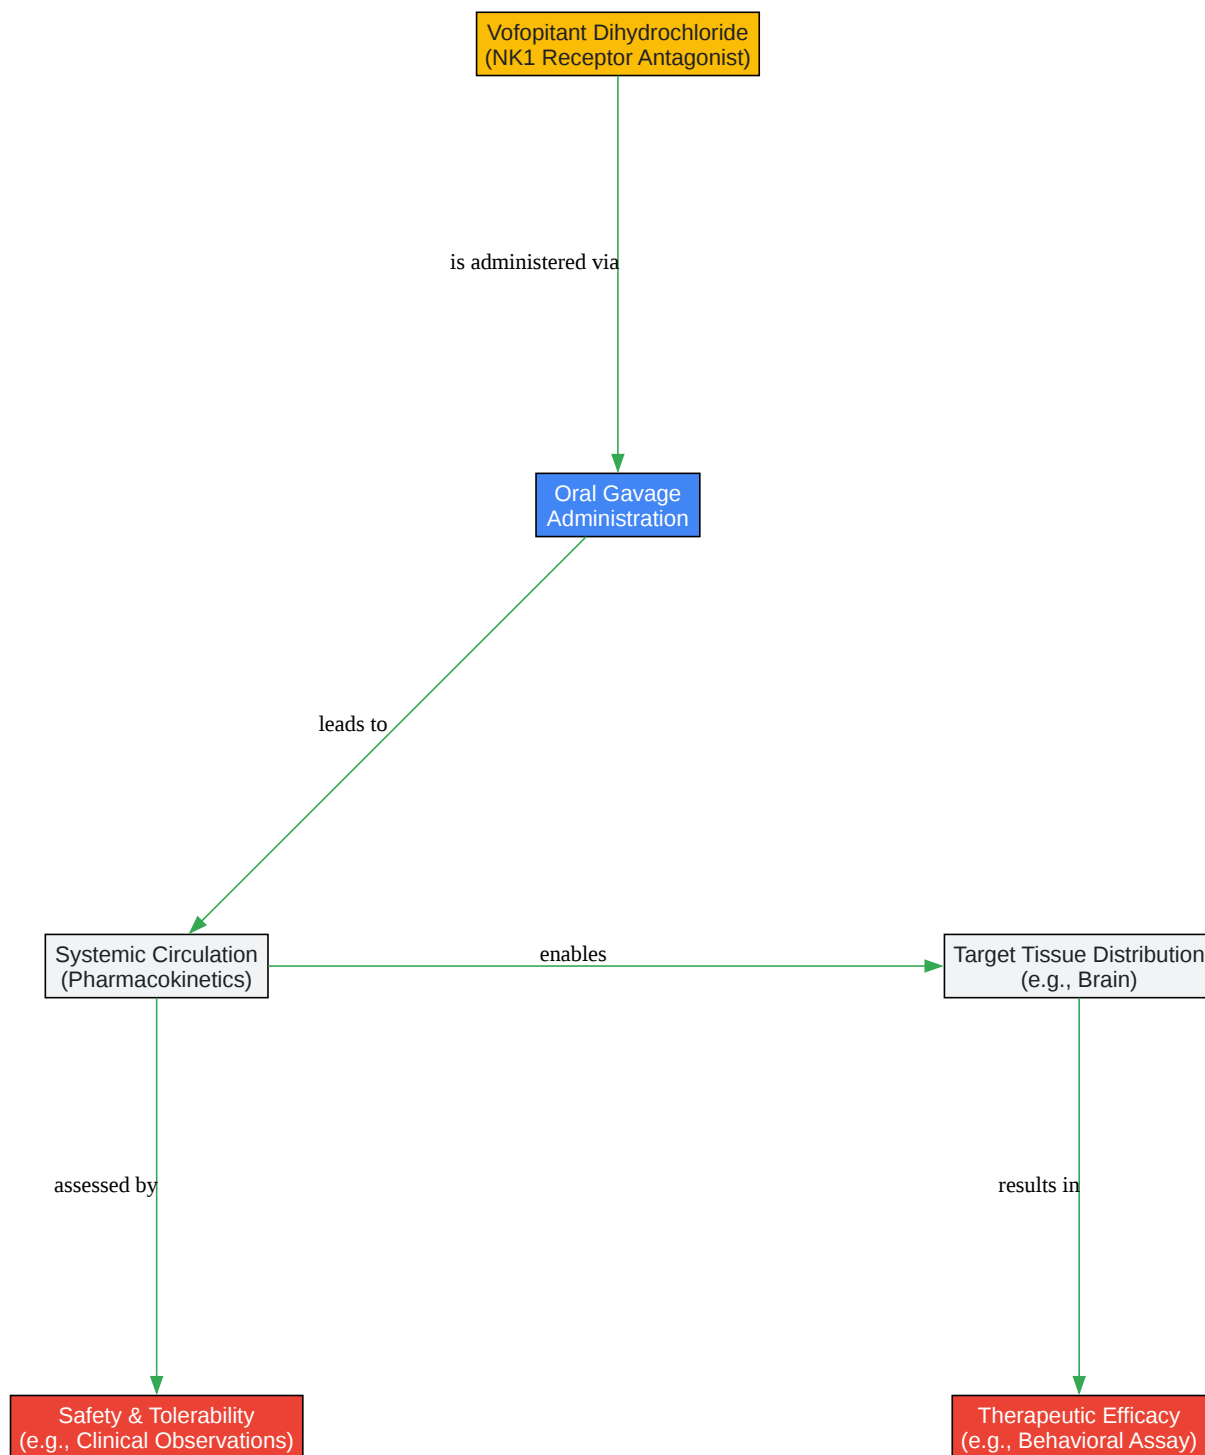 Vofopitant Dihydrochloride
(NK1 Receptor Antagonist)
is administered via
Oral Gavage
Administration
leads to
Systemic Circulation
(Pharmacokinetics)
enables
Target Tissue Distribution
(e.g., Brain)
assessed by
results in
Safety & Tolerability
(e.g., Clinical Observations)
Therapeutic Efficacy
(e.g., Behavioral Assay)